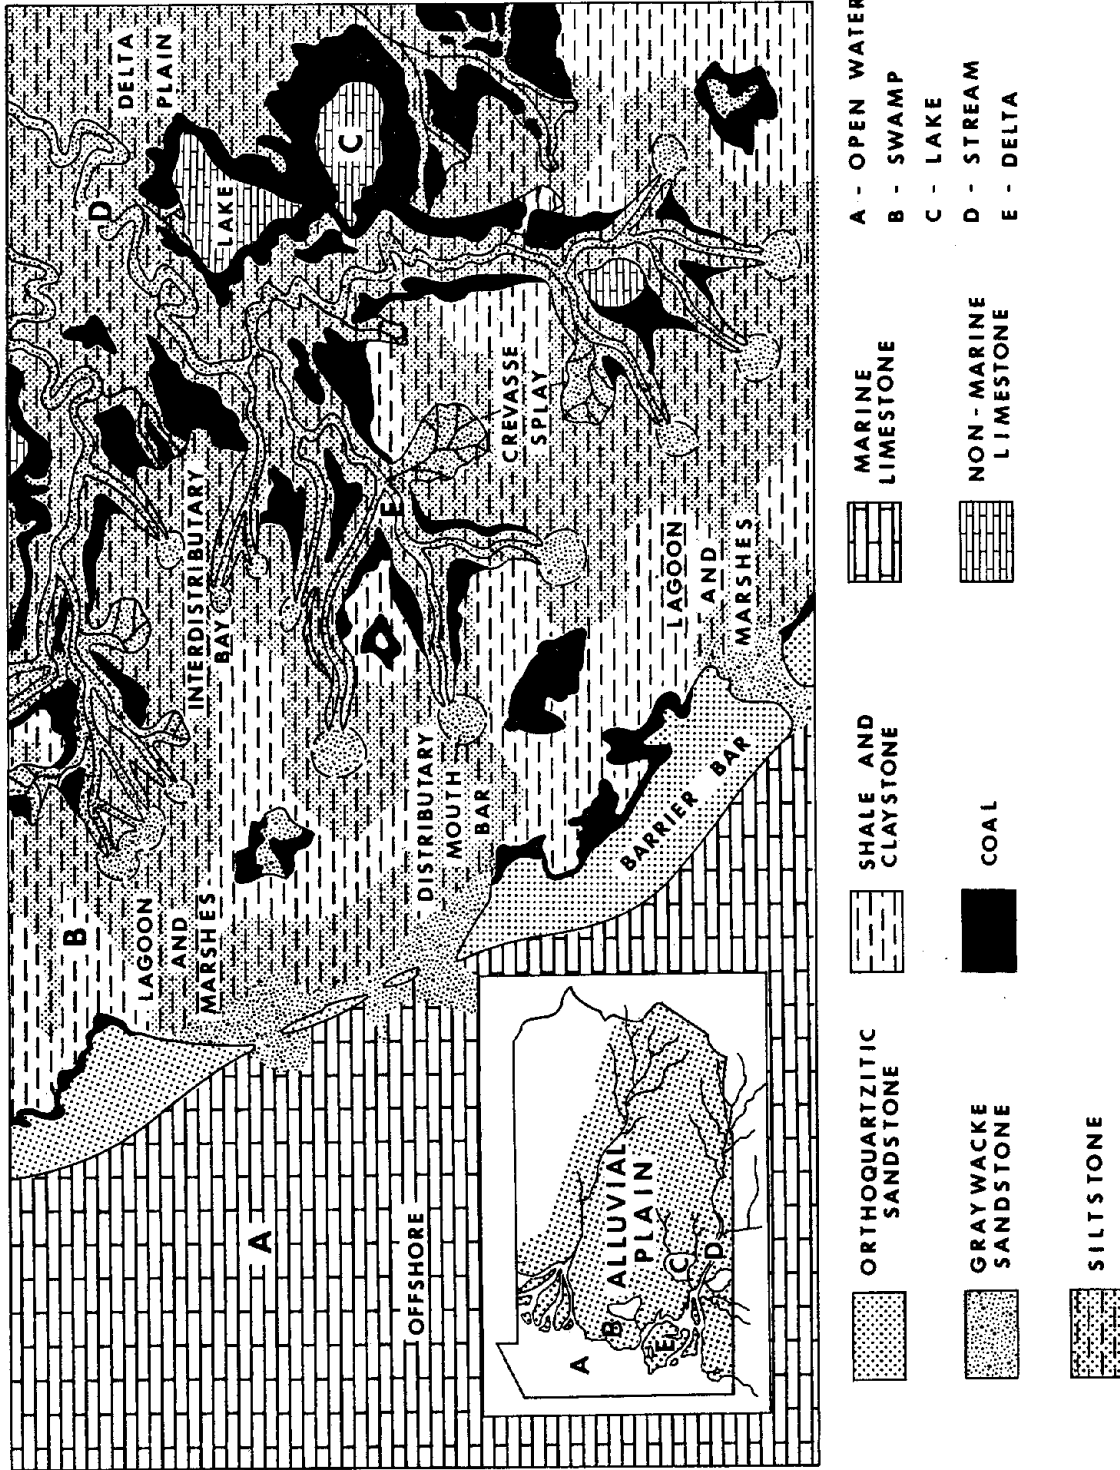 B
D
DELTA
PLAIN
LAGOON
AND
MARSHES
INTERDISTRIBUTARY
BAY
LAKE
A
C
E
OFFSHORE
DISTRIBUTARY
MOUTH
BAR
CREVASSE
SPLAY
BARRIER BAR
LAGOON
AND
MARSHES
A
B
ALLUVIAL
PLAIN
E
C
D
ORTHOQUARTZITIC
SANDSTONE
GRAYWACKE
SANDSTONE
SILTSTONE
SHALE AND
CLAYSTONE
COAL
MARINE
LIMESTONE
NON-MARINE
LIMESTONE
A - OPEN WATER
B - SWAMP
C - LAKE
D - STREAM
E - DELTA